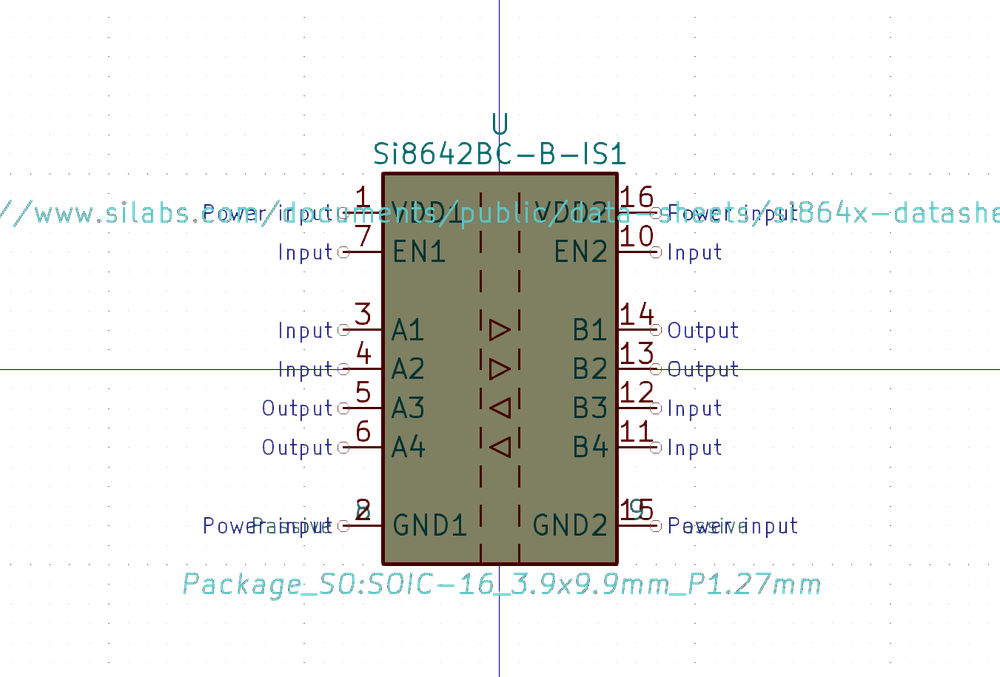 U
Si8642BC-B-IS1
//www.silabs.com/documents/public/data-sheets/si864x-datashe
Power input 1 VDD1 VDD2 16 Power input
Input 7 EN1 EN2 10 Input
Input 3 A1 B1 14 Output
Input 4 A2 B2 13 Output
Output 5 A3 B3 12 Input
Output 6 A4 B4 11 Input
Power input 2 GND1 GND2 15 Power input
Passive 8 9 Passive
Package_SO:SOIC-16_3.9x9.9mm_P1.27mm